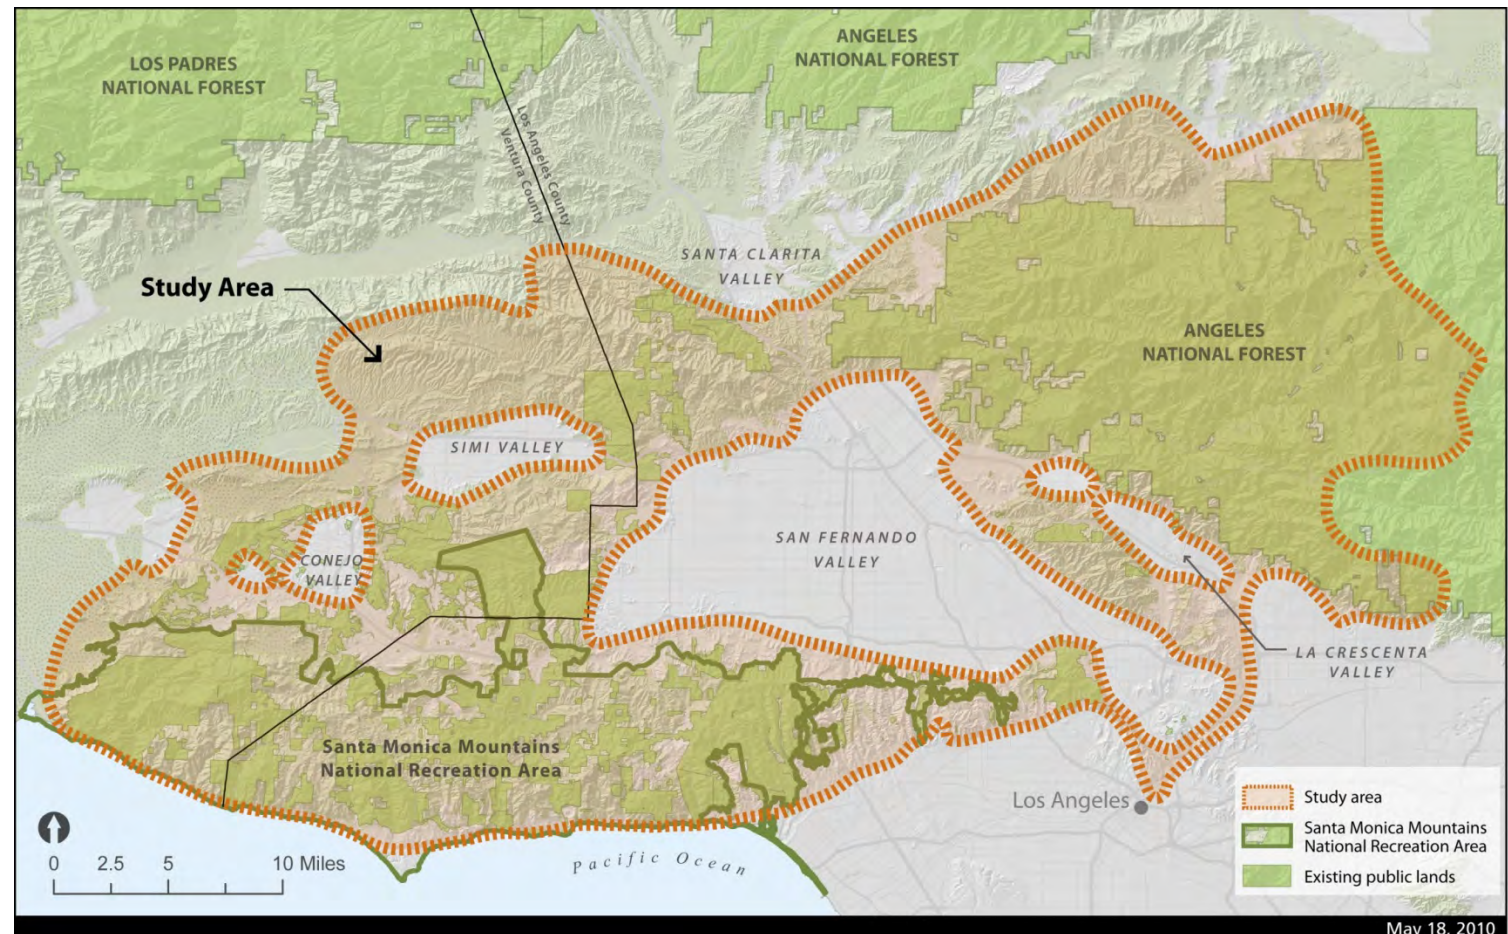 LOS PADRES
NATIONAL FOREST
ANGELES
NATIONAL FOREST
Los Angeles County
Ventura County
SANTA CLARITA
VALLEY
Study Area
ANGELES
NATIONAL FOREST
SIMI VALLEY
SAN FERNANDO
VALLEY
CONEJO
VALLEY
LA CRESCENTA
VALLEY
Santa Monica Mountains
National Recreation Area
Los Angeles
Pacific Ocean
0 2.5 5 10 Miles
Study area
Santa Monica Mountains
National Recreation Area
Existing public lands
May 18, 2010